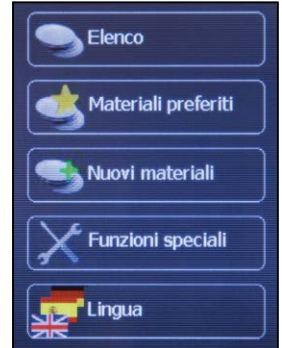 Elenco
Materiali preferiti
Nuovi materiali
Funzioni speciali
Lingua